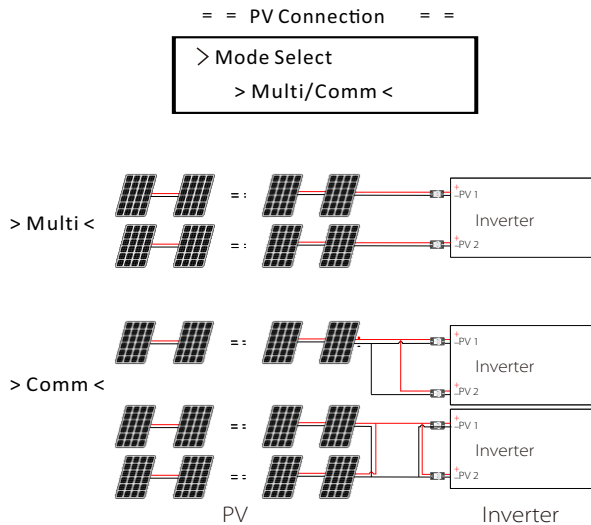 = = PV Connection = =
> Mode Select
> Multi/Comm <
> Multi <
= =
+
PV 1
–
Inverter
= =
+
PV 2
–
> Comm <
= =
+
PV 1
–
Inverter
+
PV 2
–
= =
+
PV 1
–
Inverter
= =
+
PV 2
–
PV
Inverter